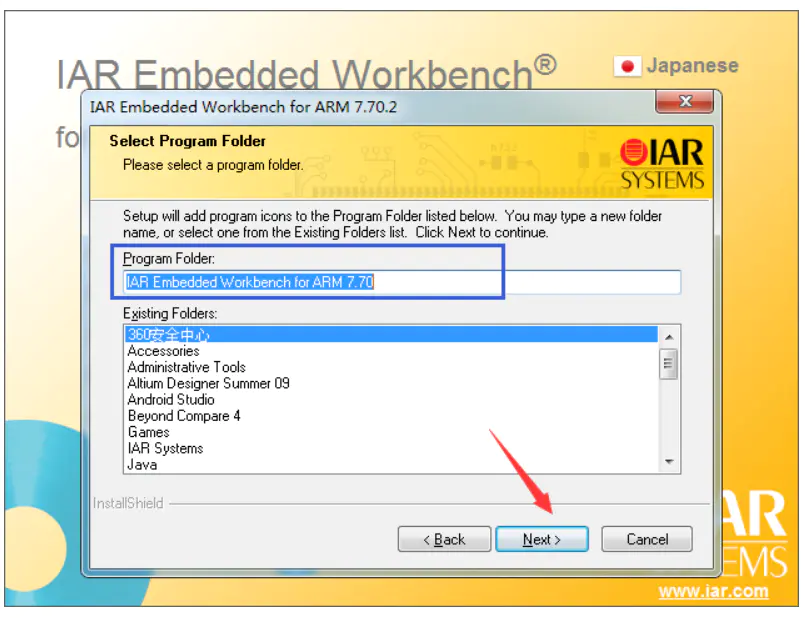 IAR Embedded Workbench®
Japanese
fo
IAR Embedded Workbench for ARM 7.70.2
Select Program Folder
Please select a program folder.
IAR
SYSTEMS
Setup will add program icons to the Program Folder listed below. You may type a new folder
name, or select one from the Existing Folders list. Click Next to continue.
Program Folder:
IAR Embedded Workbench for ARM 7.70
Existing Folders:
360安全中心
Accessories
Administrative Tools
Altium Designer Summer 09
Android Studio
Beyond Compare 4
Games
IAR Systems
Java
InstallShield
< Back
Next >
Cancel
AR
EMS
www.iar.com